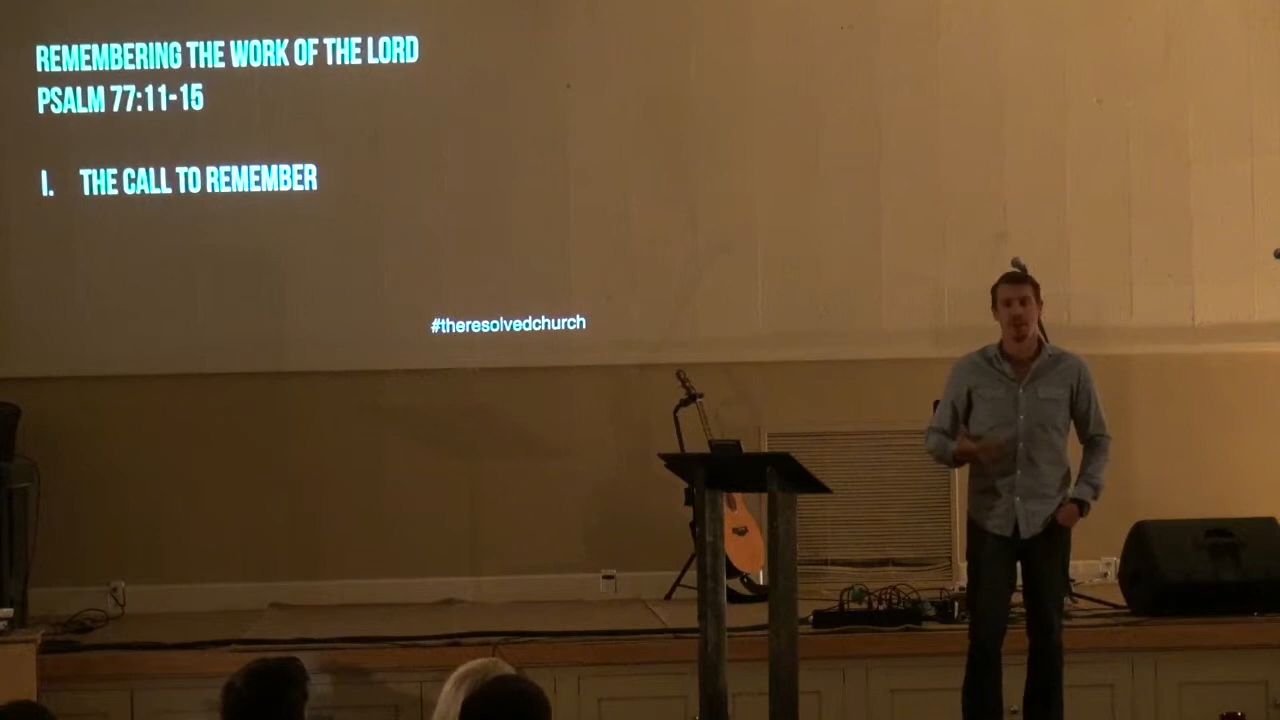 REMEMBERING THE WORK OF THE LORD
PSALM 77:11-15
I. THE CALL TO REMEMBER
#theresolvedchurch